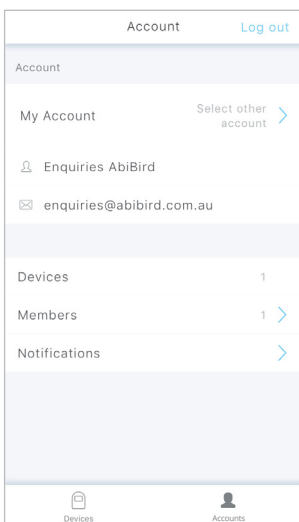 Account Log out
Account
My Account Select other
account
Enquiries AbiBird
enquiries@abibird.com.au
Devices 1
Members 1
Notifications
Devices Accounts